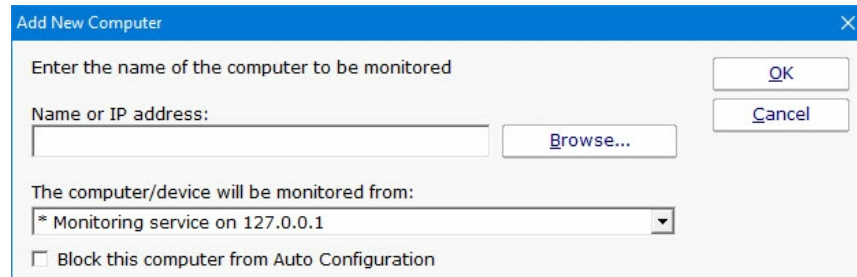 Add New Computer
Enter the name of the computer to be monitored
OK
Name or IP address:
Cancel
Browse...
The computer/device will be monitored from:
* Monitoring service on 127.0.0.1
Block this computer from Auto Configuration